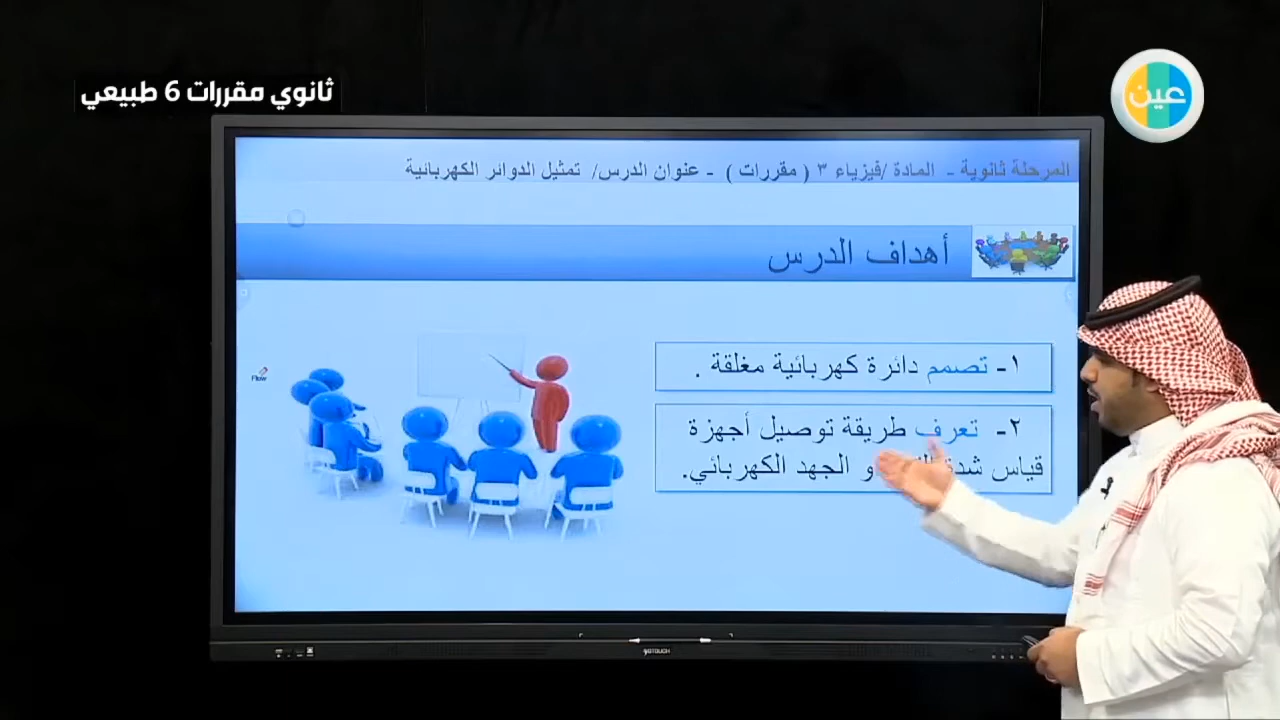 ثانوي مقررات 6 طبيعي
عين
المرحلة ثانوية - المادة /فيزياء ٣ ( مقررات ) - عنوان الدرس/ تمثيل الدوائر الكهربائية
أهداف الدرس
١- تصمم دائرة كهربائية مغلقة .
٢- تعرف طريقة توصيل أجهزة
قياس شدة و الجهد الكهربائي.
Flow